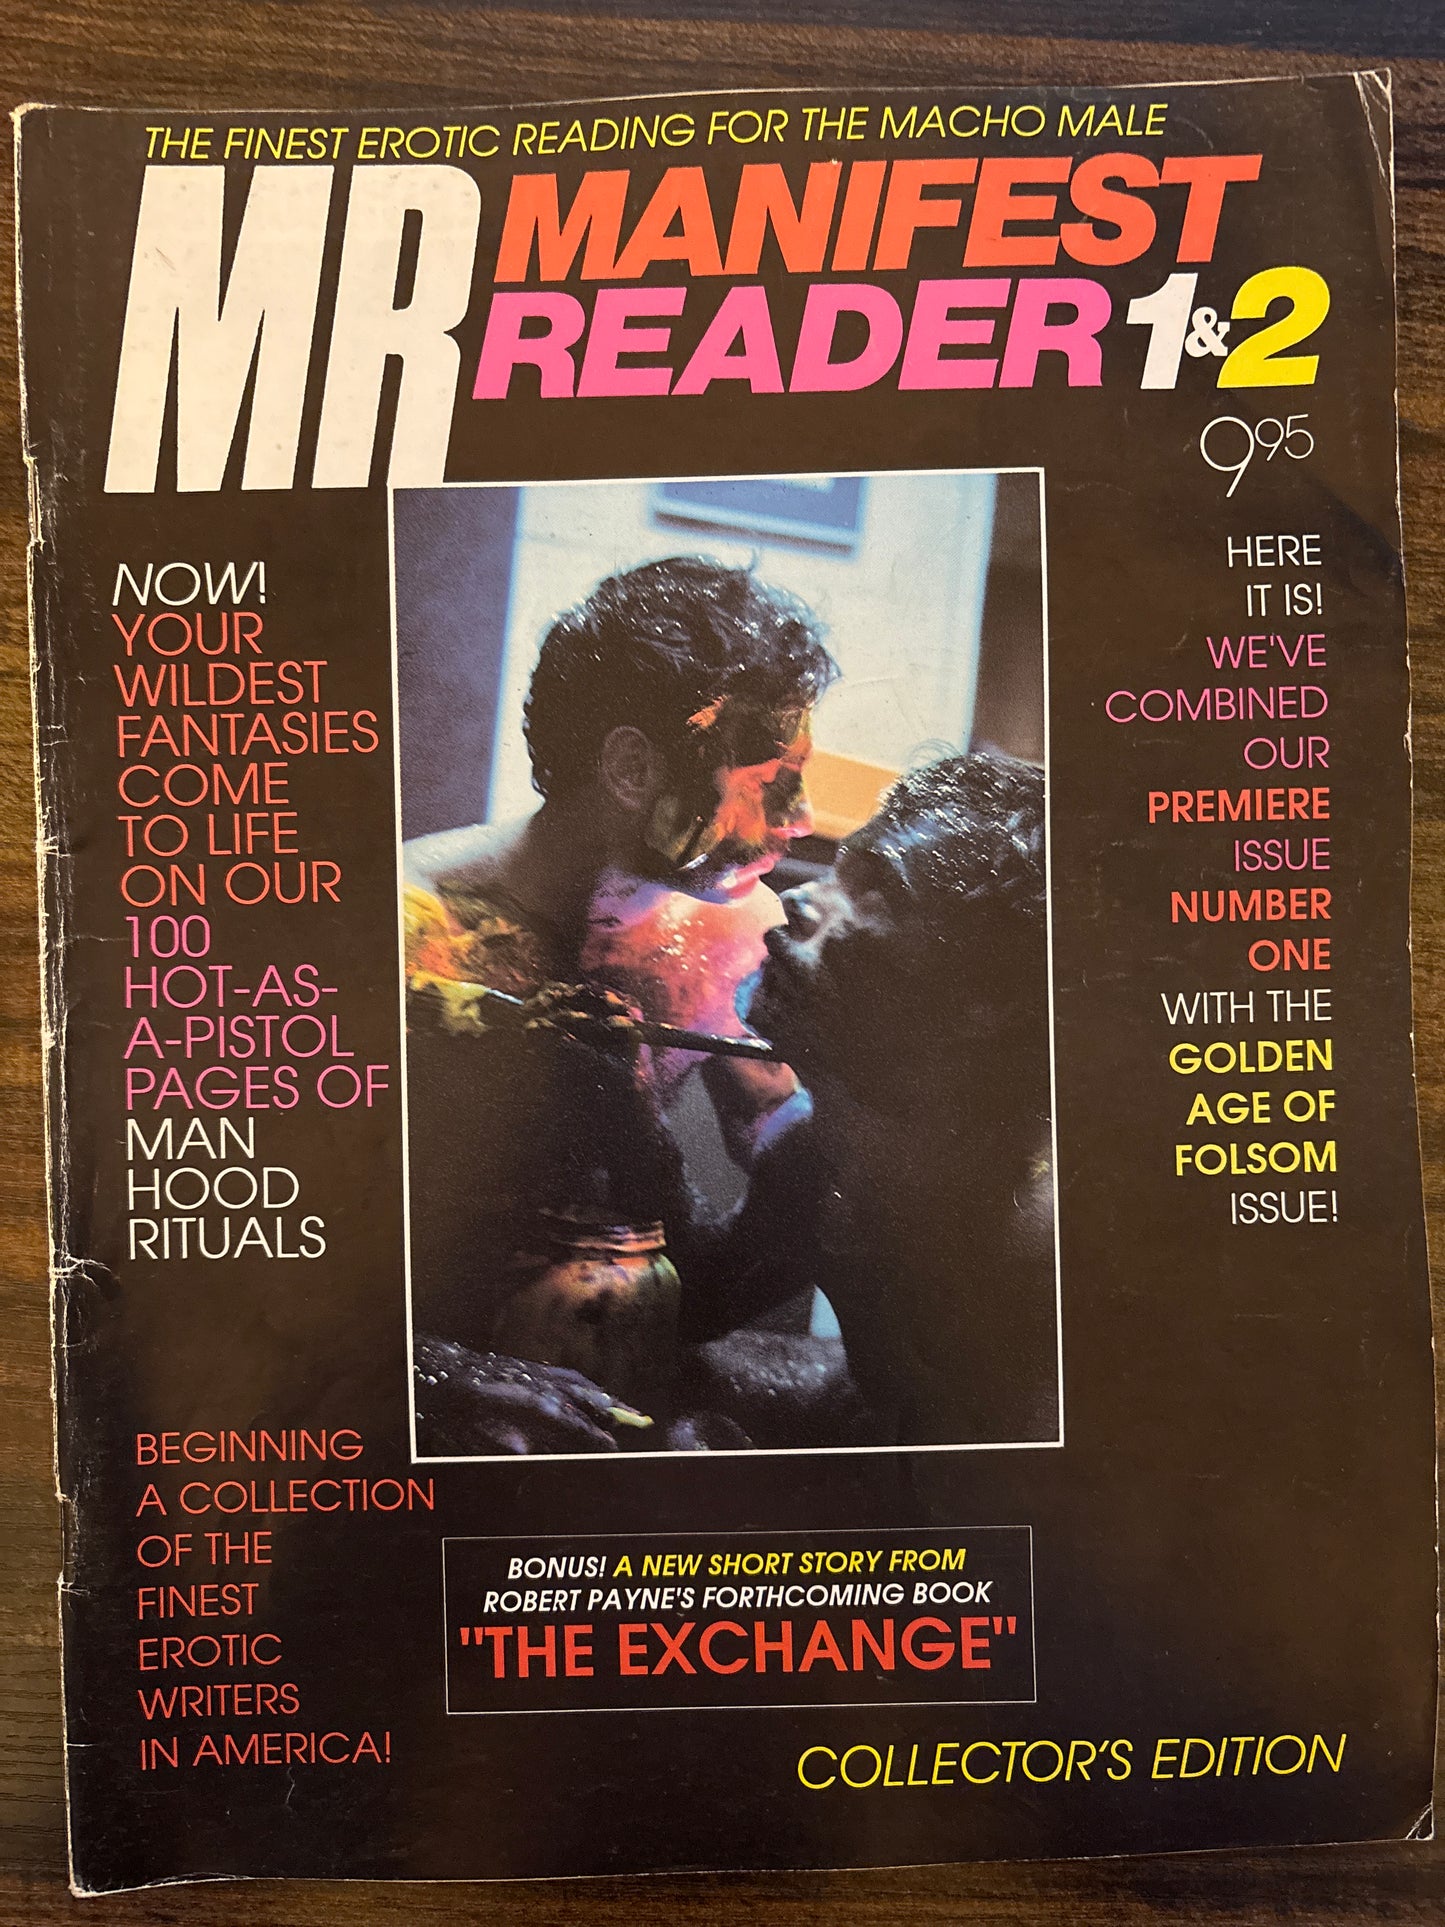 THE FINEST EROTIC READING FOR THE MACHO MALE
MR
MANIFEST
READER 1&2
9.95
NOW!
YOUR
WILDEST
FANTASIES
COME
TO LIFE
ON OUR
100
HOT-AS-
A-PISTOL
PAGES OF
MAN
HOOD
RITUALS
HERE
IT IS!
WE'VE
COMBINED
OUR
PREMIERE
ISSUE
NUMBER
ONE
WITH THE
GOLDEN
AGE OF
FOLSOM
ISSUE!
BEGINNING
A COLLECTION
OF THE
FINEST
EROTIC
WRITERS
IN AMERICA!
BONUS! A NEW SHORT STORY FROM
ROBERT PAYNE'S FORTHCOMING BOOK
"THE EXCHANGE"
COLLECTOR'S EDITION